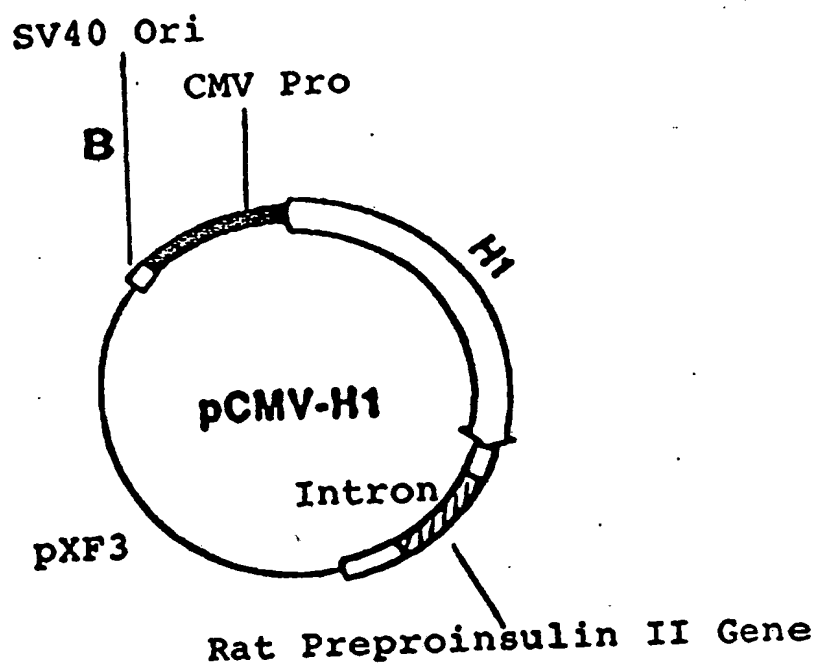 SV40 Ori
CMV Pro
B
H1
pCMV-H1
Intron
pXF3
Rat Preproinsulin II Gene